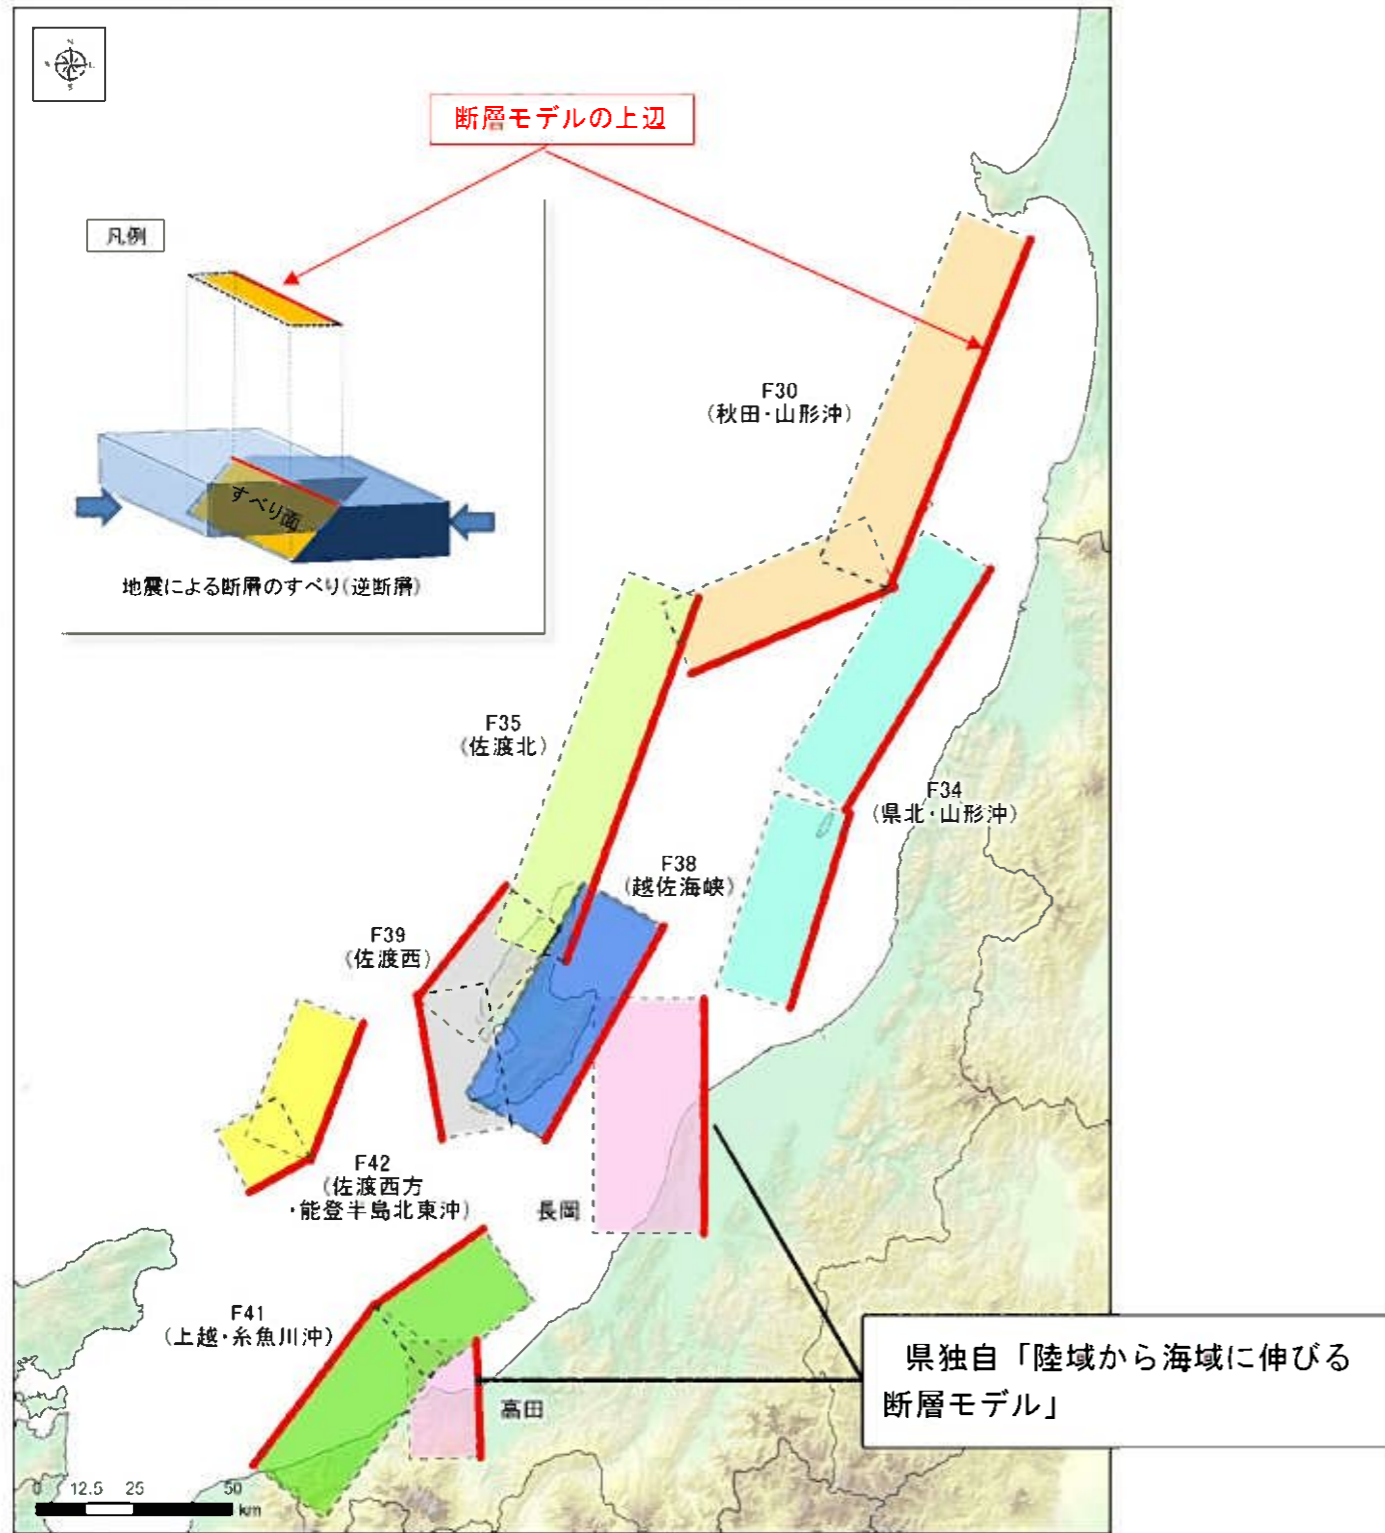 N
S
断層モデルの上辺
凡例
すべり面
地震による断層のすべり(逆断層)
F30
(秋田・山形沖)
F35
(佐渡北)
F34
(県北・山形沖)
F38
(越佐海峡)
F39
(佐渡西)
F42
(佐渡西方
・能登半島北東沖)
長岡
F41
(上越・糸魚川沖)
高田
県独自「陸域から海域に伸びる
断層モデル」
0 12.5 25 50
km